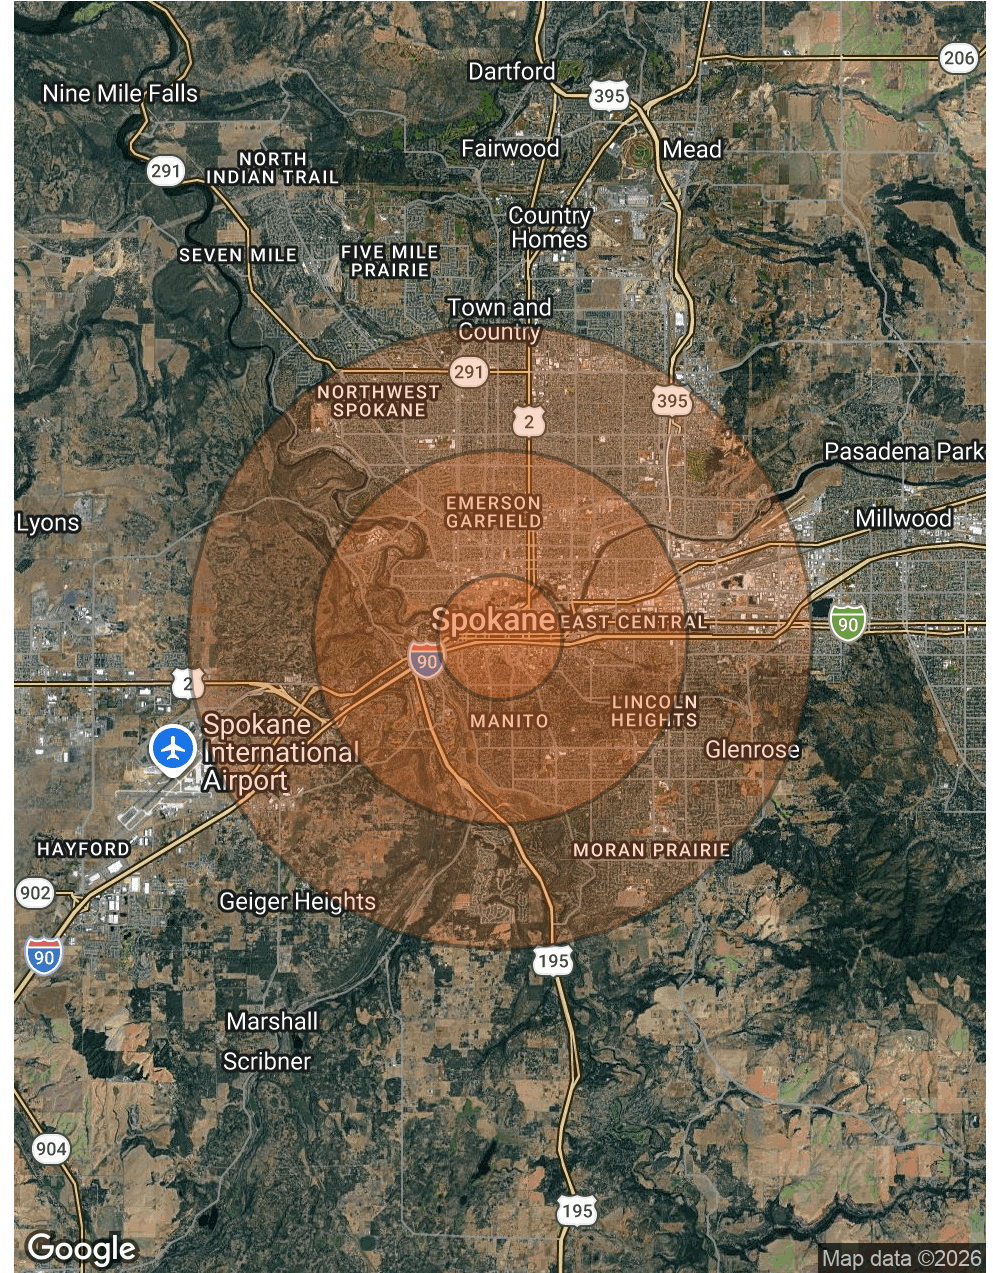 Dartford
206
395
Nine Mile Falls
Fairwood
Mead
NORTH
INDIAN TRAIL
291
Country
Homes
SEVEN MILE
FIVE MILE
PRAIRIE
Town and
Country
291
NORTHWEST
SPOKANE
395
2
Pasadena Park
EMERSON
GARFIELD
Lyons
Millwood
Spokane
EAST CENTRAL
90
90
2
LINCOLN
HEIGHTS
MANITO
Spokane
International
Airport
Glenrose
HAYFORD
MORAN PRAIRIE
902
Geiger Heights
90
195
Marshall
Scribner
904
195
Google
Map data ©2026